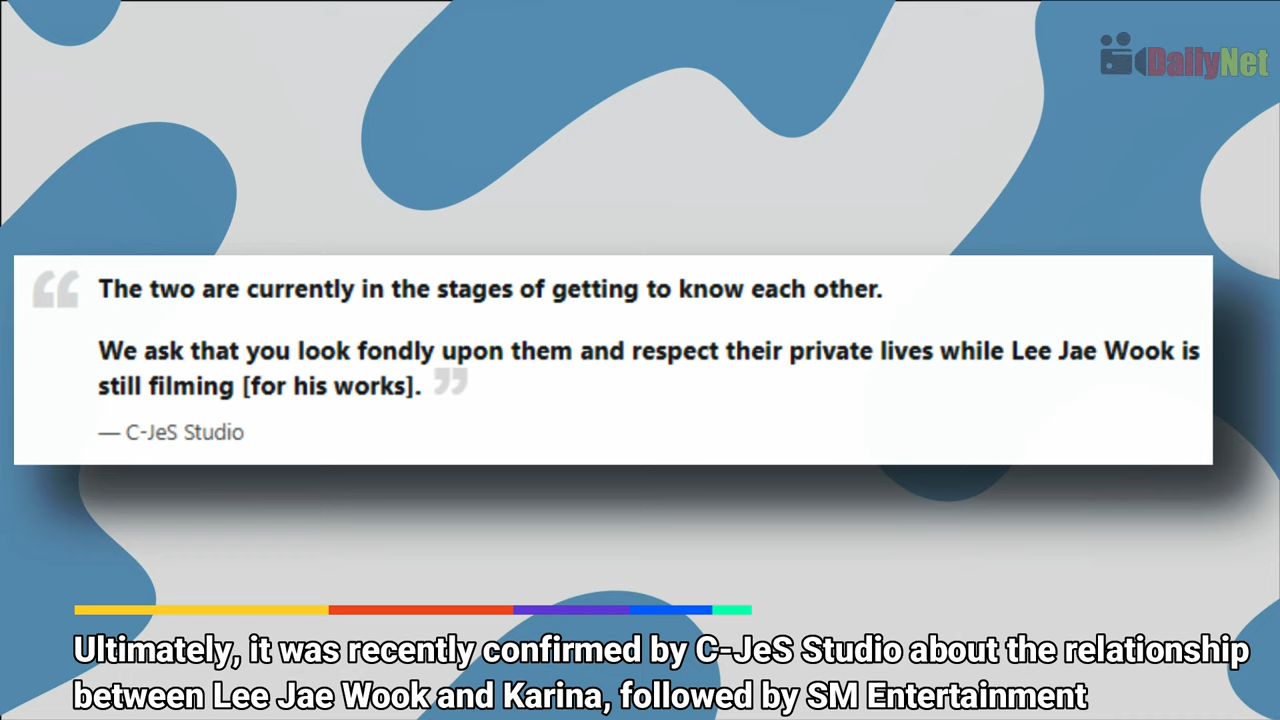 DailyNet
“ The two are currently in the stages of getting to know each other.
We ask that you look fondly upon them and respect their private lives while Lee Jae Wook is
still filming [for his works]. ”
— C-JeS Studio
Ultimately, it was recently confirmed by C-JeS Studio about the relationship
between Lee Jae Wook and Karina, followed by SM Entertainment